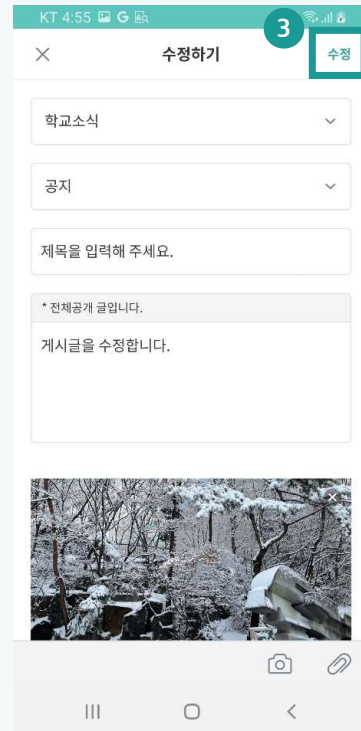 KT 4:55
3
수정하기
수정
학교소식
공지
제목을 입력해 주세요.
* 전체공개 글입니다.
게시글을 수정합니다.